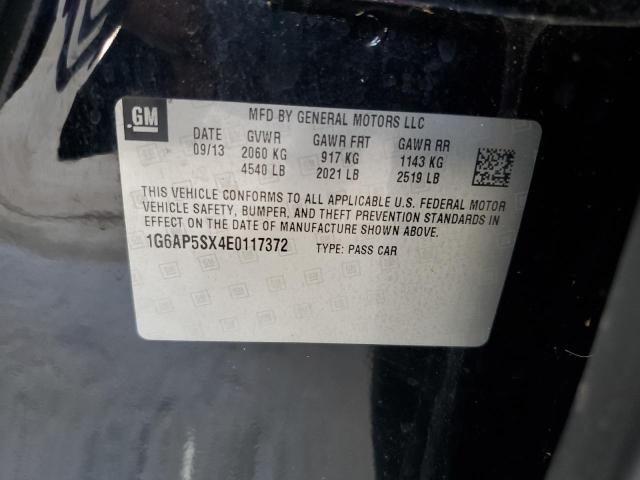 GM MFD BY GENERAL MOTORS LLC
DATE GVWR GAWR FRT GAWR RR
09/13 2060 KG 917 KG 1143 KG
4540 LB 2021 LB 2519 LB
THIS VEHICLE CONFORMS TO ALL APPLICABLE U.S. FEDERAL MOTOR
VEHICLE SAFETY, BUMPER, AND THEFT PREVENTION STANDARDS IN
EFFECT ON THE DATE OF MANUFACTURE SHOWN ABOVE.
1G6AP5SX4E0117372 TYPE: PASS CAR